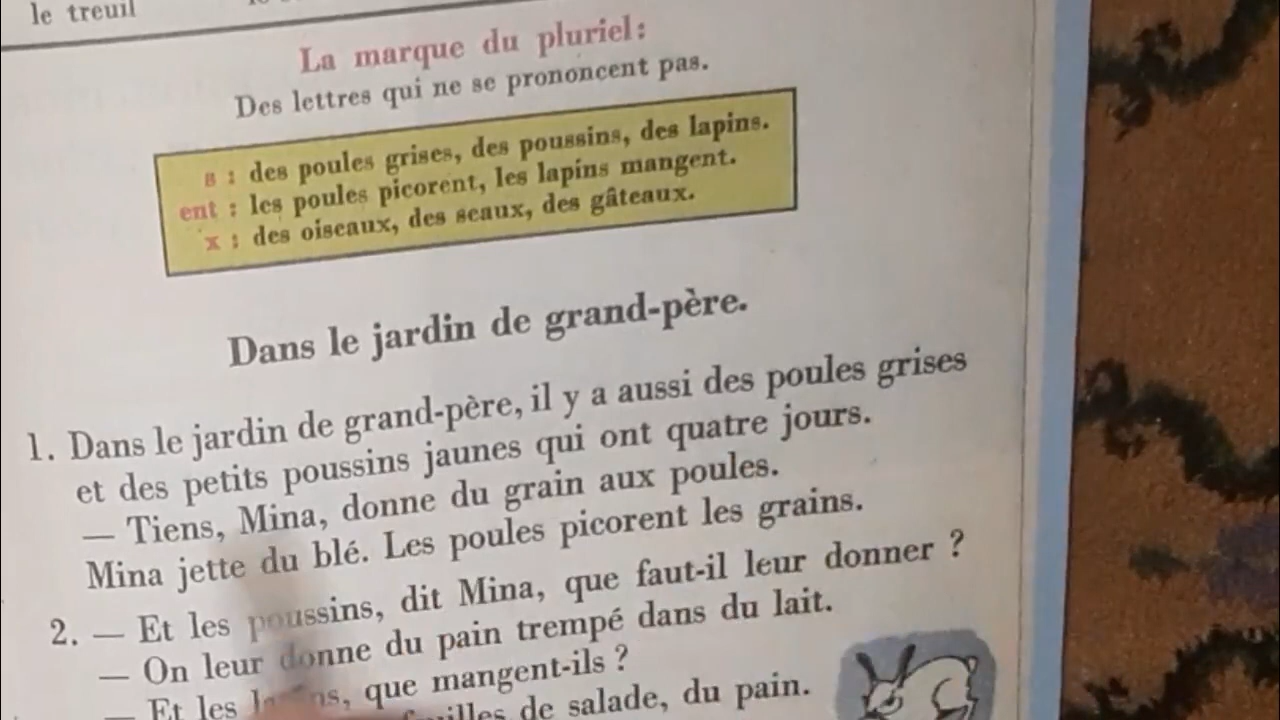 le treuil
La marque du pluriel:
Des lettres qui ne se prononcent pas.
s : des poules grises, des poussins, des lapins.
ent : les poules picorent, les lapins mangent.
x : des oiseaux, des seaux, des gâteaux.
Dans le jardin de grand-père.
1. Dans le jardin de grand-père, il y a aussi des poules grises
et des petits poussins jaunes qui ont quatre jours.
— Tiens, Mina, donne du grain aux poules.
Mina jette du blé. Les poules picorent les grains.
2. — Et les poussins, dit Mina, que faut-il leur donner ?
— On leur donne du pain trempé dans du lait.
— Et les lapins, que mangent-ils ?
de salade, du pain.